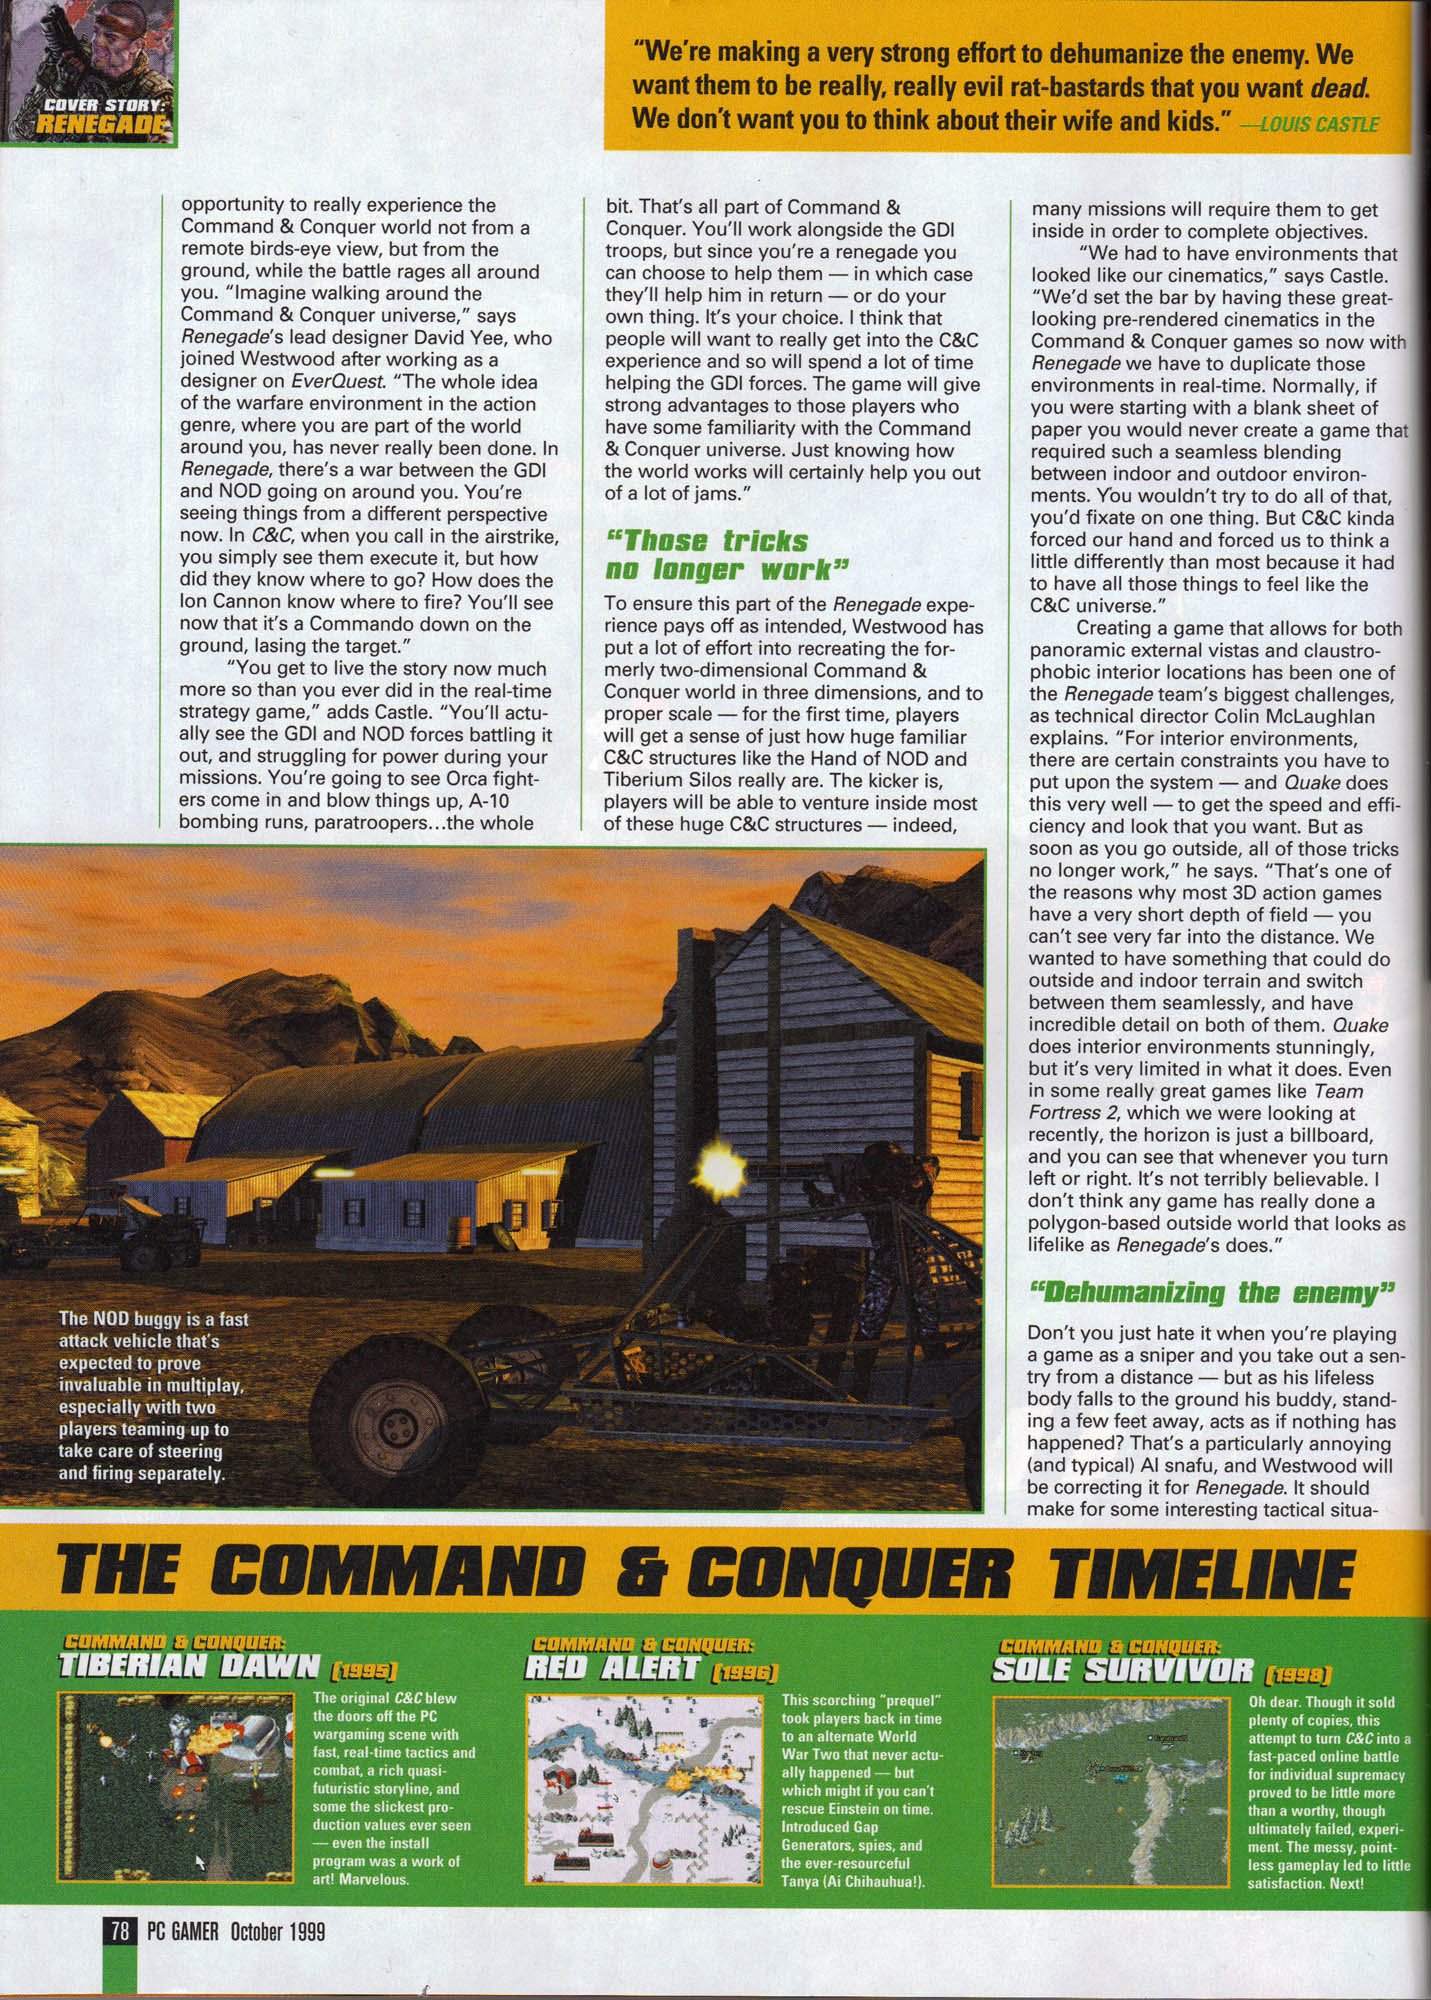 COVER STORY:
RENEGADE
“We’re making a very strong effort to dehumanize the enemy. We
want them to be really, really evil rat-bastards that you want dead.
We don’t want you to think about their wife and kids.” —LOUIS CASTLE
opportunity to really experience the
Command & Conquer world not from a
remote birds-eye view, but from the
ground, while the battle rages all around
you. “Imagine walking around the
Command & Conquer universe,” says
Renegade’s lead designer David Yee, who
joined Westwood after working as a
designer on EverQuest. “The whole idea
of the warfare environment in the action
genre, where you are part of the world
around you, has never really been done. In
Renegade, there’s a war between the GDI
and NOD going on around you. You’re
seeing things from a different perspective
now. In C&C, when you call in the airstrike,
you simply see them execute it, but how
did they know where to go? How does the
Ion Cannon know where to fire? You’ll see
now that it’s a Commando down on the
ground, lasing the target.”
“You get to live the story now much
more so than you ever did in the real-time
strategy game,” adds Castle. “You’ll actu-
ally see the GDI and NOD forces battling it
out, and struggling for power during your
missions. You’re going to see Orca fight-
ers come in and blow things up, A-10
bombing runs, paratroopers…the whole
bit. That’s all part of Command &
Conquer. You’ll work alongside the GDI
troops, but since you’re a renegade you
can choose to help them — in which case
they’ll help him in return — or do your
own thing. It’s your choice. I think that
people will want to really get into the C&C
experience and so will spend a lot of time
helping the GDI forces. The game will give
strong advantages to those players who
have some familiarity with the Command
& Conquer universe. Just knowing how
the world works will certainly help you out
of a lot of jams.”
“Those tricks
no longer work”
To ensure this part of the Renegade expe-
rience pays off as intended, Westwood has
put a lot of effort into recreating the for-
merly two-dimensional Command &
Conquer world in three dimensions, and to
proper scale — for the first time, players
will get a sense of just how huge familiar
C&C structures like the Hand of NOD and
Tiberium Silos really are. The kicker is,
players will be able to venture inside most
of these huge C&C structures — indeed,
many missions will require them to get
inside in order to complete objectives.
“We had to have environments that
looked like our cinematics,” says Castle.
“We’d set the bar by having these great-
looking pre-rendered cinematics in the
Command & Conquer games so now with
Renegade we have to duplicate those
environments in real-time. Normally, if
you were starting with a blank sheet of
paper you would never create a game that
required such a seamless blending
between indoor and outdoor environ-
ments. You wouldn’t try to do all of that,
you’d fixate on one thing. But C&C kinda
forced our hand and forced us to think a
little differently than most because it had
to have all those things to feel like the
C&C universe.”
Creating a game that allows for both
panoramic external vistas and claustro-
phobic interior locations has been one of
the Renegade team’s biggest challenges,
as technical director Colin McLaughlan
explains. “For interior environments,
there are certain constraints you have to
put upon the system — and Quake does
this very well — to get the speed and effi-
ciency and look that you want. But as
soon as you go outside, all of those tricks
no longer work,” he says. “That’s one of
the reasons why most 3D action games
have a very short depth of field — you
can’t see very far into the distance. We
wanted to have something that could do
outside and indoor terrain and switch
between them seamlessly, and have
incredible detail on both of them. Quake
does interior environments stunningly,
but it’s very limited in what it does. Even
in some really great games like Team
Fortress 2, which we were looking at
recently, the horizon is just a billboard,
and you can see that whenever you turn
left or right. It’s not terribly believable. I
don’t think any game has really done a
polygon-based outside world that looks as
lifelike as Renegade’s does.”
“Dehumanizing the enemy”
Don’t you just hate it when you’re playing
a game as a sniper and you take out a sen-
try from a distance — but as his lifeless
body falls to the ground his buddy, stand-
ing a few feet away, acts as if nothing has
happened? That’s a particularly annoying
(and typical) AI snafu, and Westwood will
be correcting it for Renegade. It should
make for some interesting tactical situa-
The NOD buggy is a fast
attack vehicle that’s
expected to prove
invaluable in multiplay,
especially with two
players teaming up to
take care of steering
and firing separately.
THE COMMAND & CONQUER TIMELINE
COMMAND & CONQUER:
TIBERIAN DAWN [1995]
The original C&C blew
the doors off the PC
wargaming scene with
fast, real-time tactics and
combat, a rich quasi-
futuristic storyline, and
some the slickest pro-
duction values ever seen
— even the install
program was a work of
art! Marvelous.
COMMAND & CONQUER:
RED ALERT [1996]
This scorching “prequel”
took players back in time
to an alternate World
War Two that never actu-
ally happened — but
which might if you can’t
rescue Einstein on time.
Introduced Gap
Generators, spies, and
the ever-resourceful
Tanya (Ai Chihauhua!).
COMMAND & CONQUER:
SOLE SURVIVOR [1998]
Oh dear. Though it sold
plenty of copies, this
attempt to turn C&C into a
fast-paced online battle
for individual supremacy
proved to be little more
than a worthy, though
ultimately failed, experi-
ment. The messy, point-
less gameplay led to little
satisfaction. Next!
78 PC GAMER October 1999